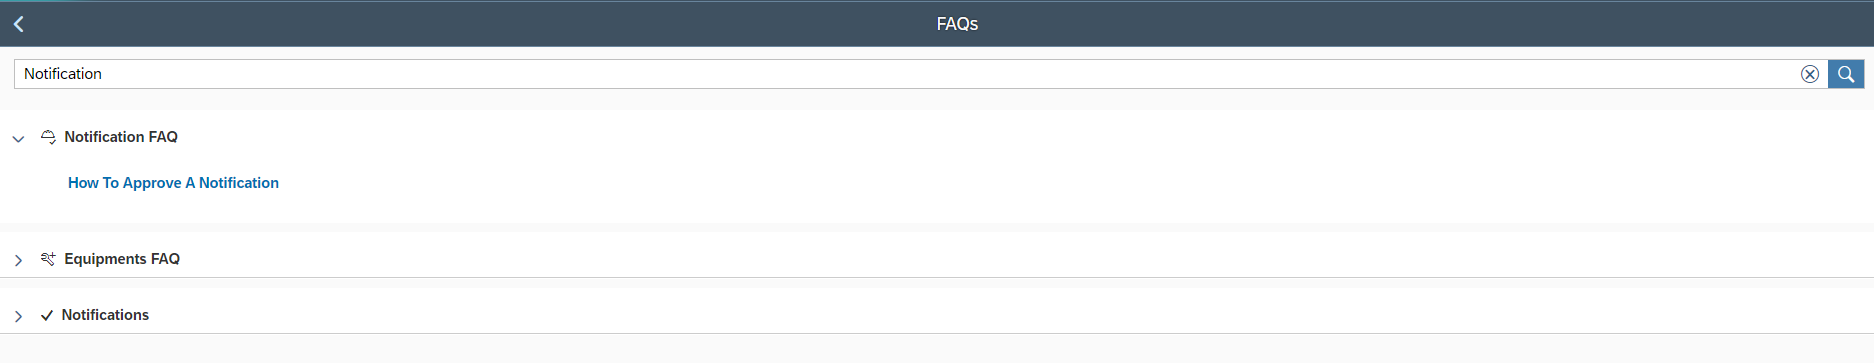 FAQs
Notification
Notification FAQ
How To Approve A Notification
Equipments FAQ
Notifications